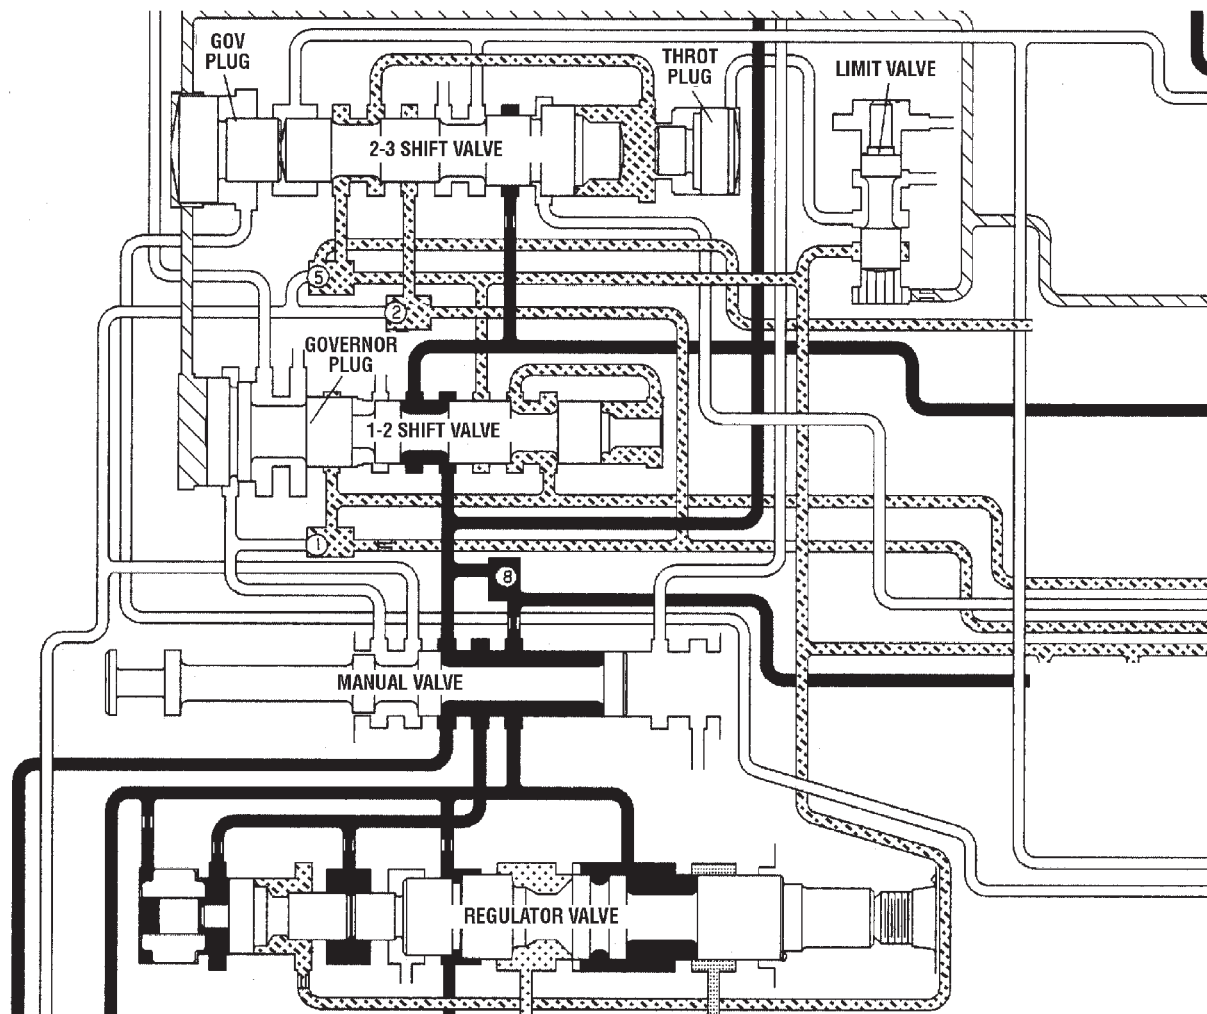 GOV
PLUG
THROT
PLUG
LIMIT VALVE
2-3 SHIFT VALVE
5
2
GOVERNOR
PLUG
1-2 SHIFT VALVE
1
8
MANUAL VALVE
REGULATOR VALVE